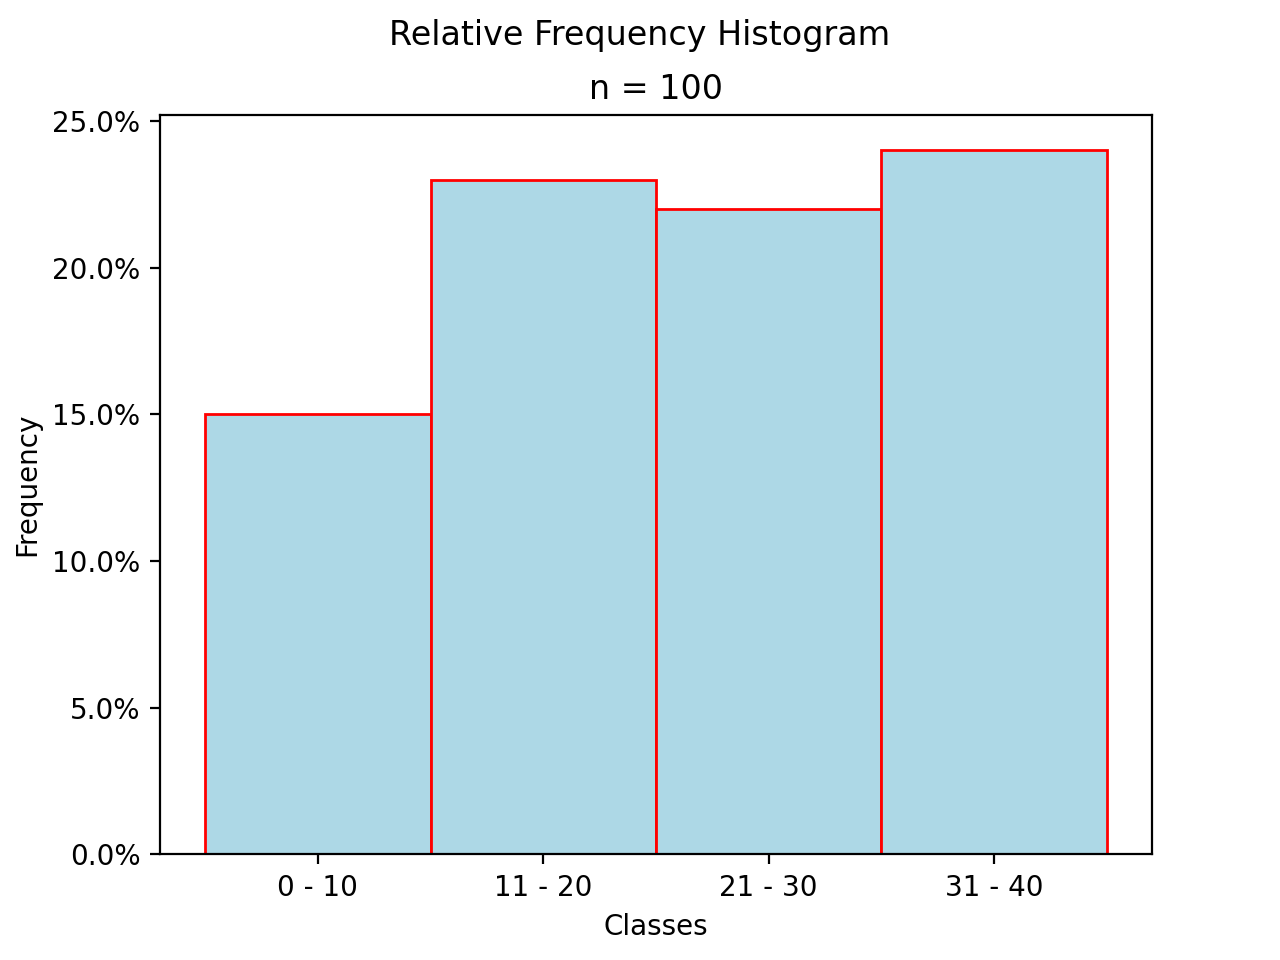 Relative Frequency Histogram
n = 100
25.0%
20.0%
15.0%
10.0%
5.0%
0.0%
Frequency
0 - 10
11 - 20
21 - 30
31 - 40
Classes